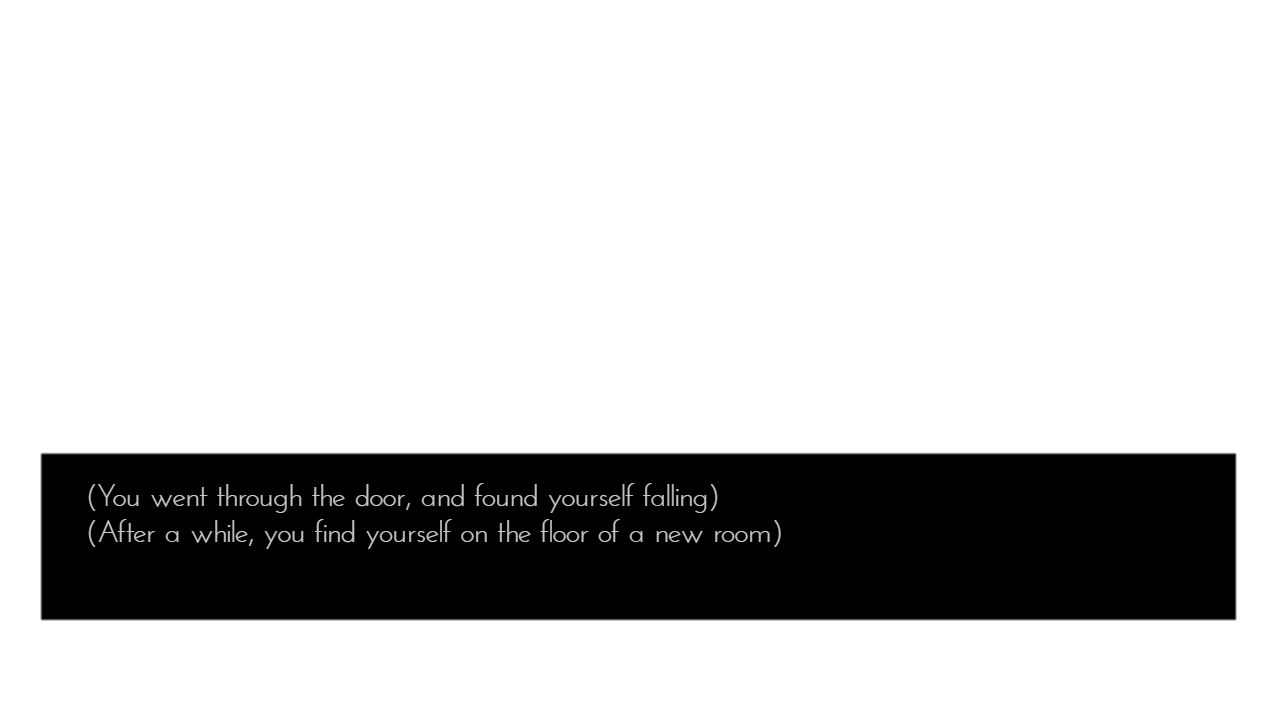 (You went through the door, and found yourself falling)
(After a while, you find yourself on the floor of a new room)